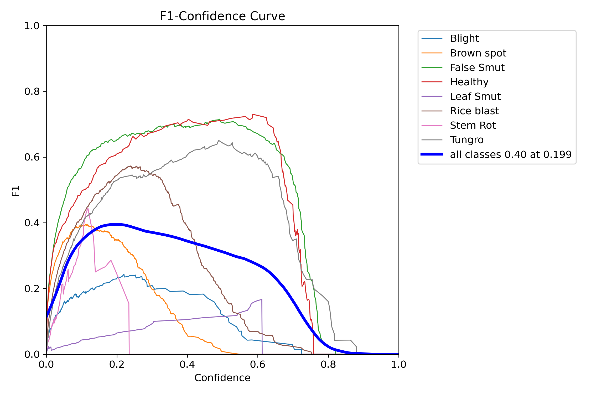 F1-Confidence Curve
1.0
0.8
0.6
0.4
0.2
0.0
F1
0.0 0.2 0.4 0.6 0.8 1.0
Confidence
Blight
Brown spot
False Smut
Healthy
Leaf Smut
Rice blast
Stem Rot
Tungro
all classes 0.40 at 0.199